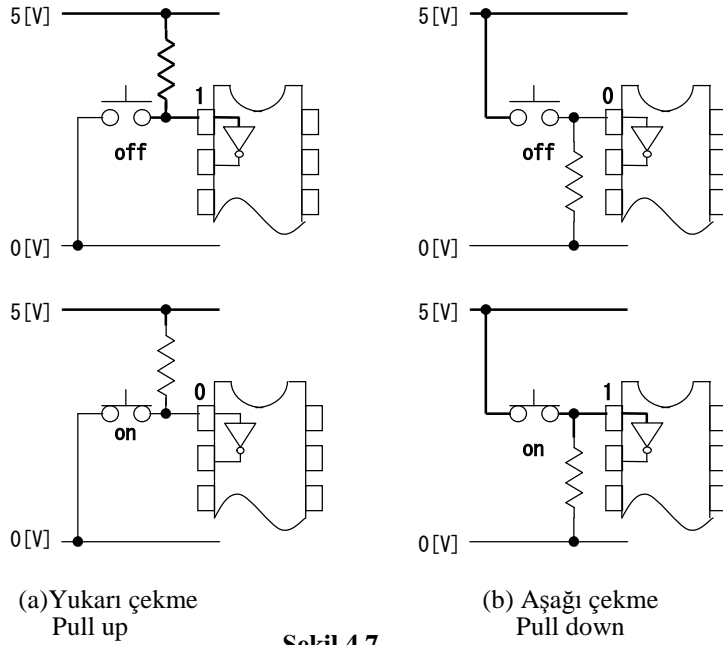 5[V]
1
off
0[V]
5[V]
0
off
0[V]
5[V]
0
on
0[V]
5[V]
1
on
0[V]
(a)Yukarı çekme
Pull up
(b) Aşağı çekme
Pull down
Şekil 4.7